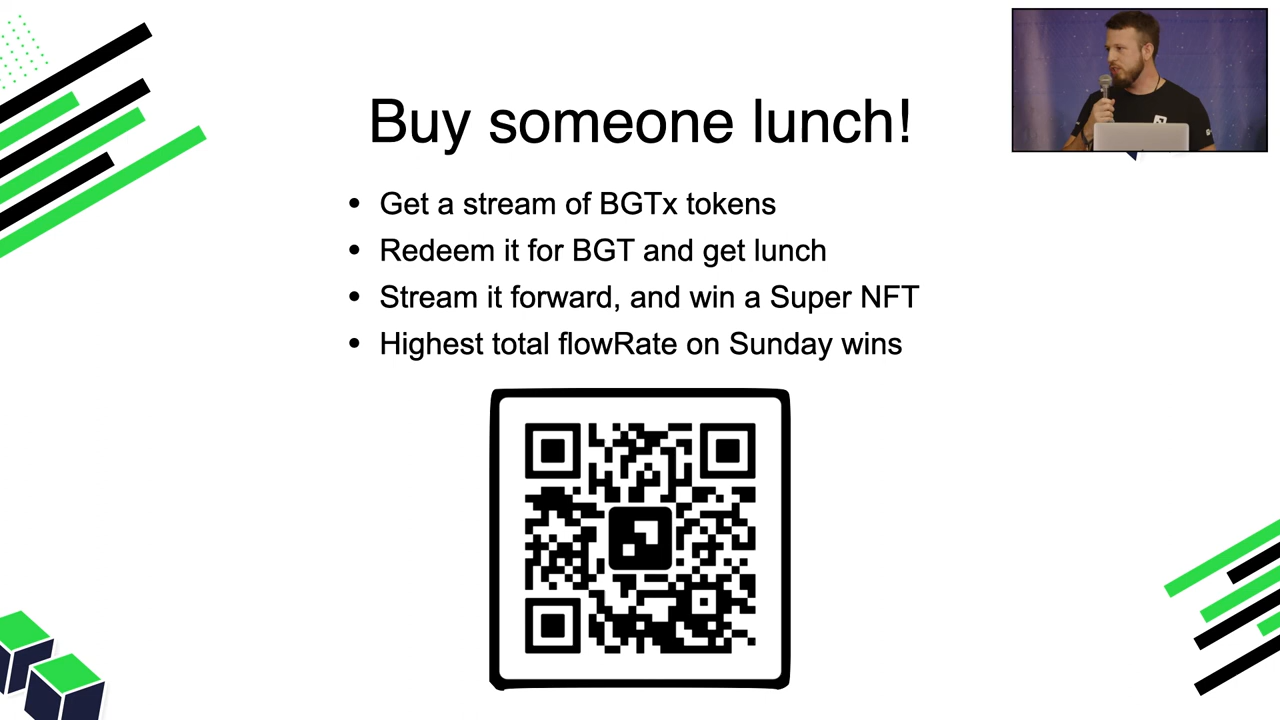 Buy someone lunch!
• Get a stream of BGTx tokens
• Redeem it for BGT and get lunch
• Stream it forward, and win a Super NFT
• Highest total flowRate on Sunday wins